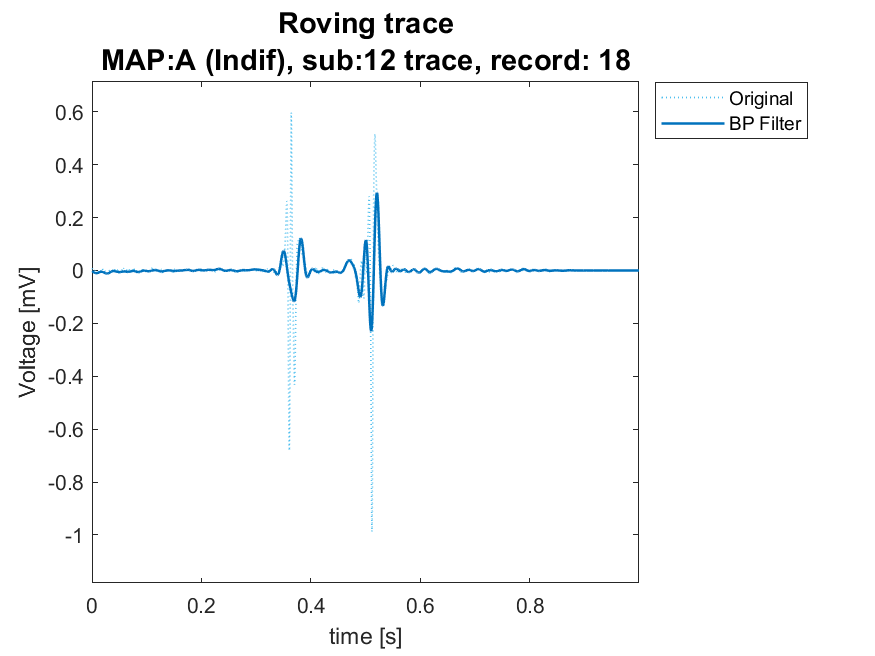 Roving trace
MAP:A (Indif), sub:12 trace, record: 18
Original
BP Filter
0.6
0.4
0.2
0
-0.2
-0.4
-0.6
-0.8
-1
Voltage [mV]
0 0.2 0.4 0.6 0.8
time [s]